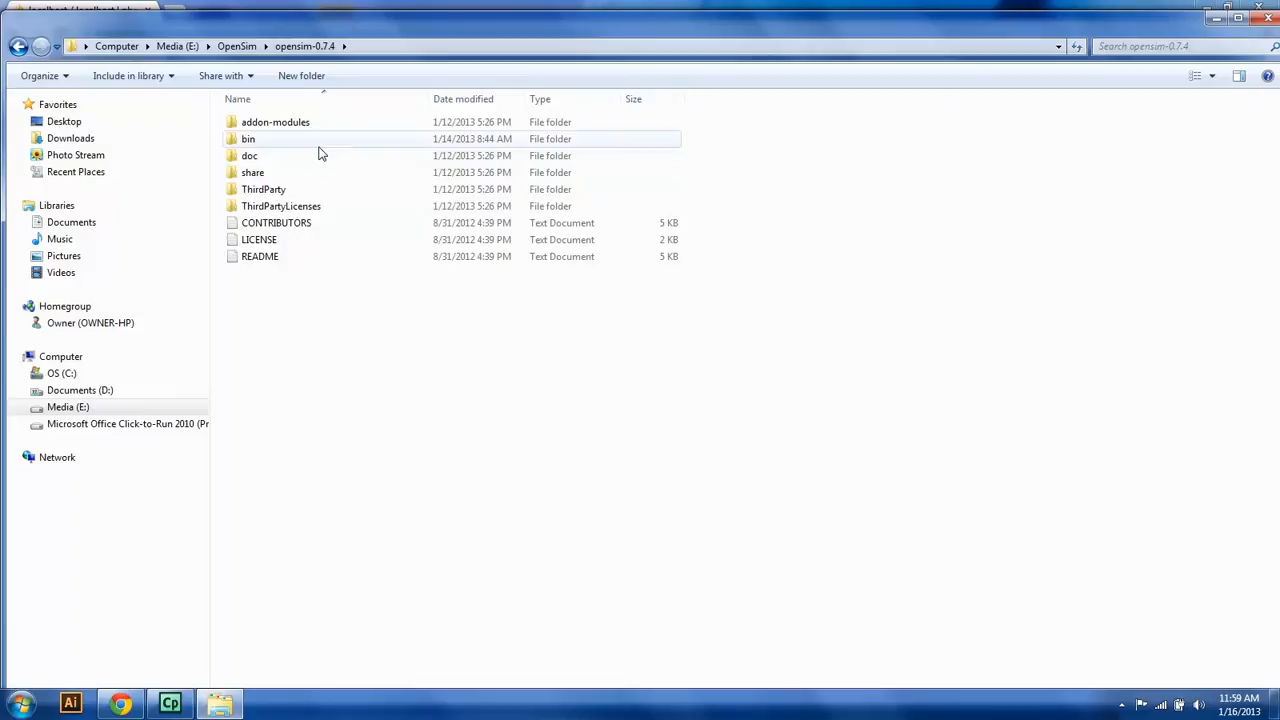 Computer Media (E:) OpenSim opensim-0.7.4 Search opensim-0.7.4
Organize Include in library Share with New folder
Name Date modified Type Size
Favorites
Desktop
Downloads
Photo Stream
Recent Places
Libraries
Documents
Music
Pictures
Videos
Homegroup
Owner (OWNER-HP)
Computer
OS (C:)
Documents (D:)
Media (E:)
Microsoft Office Click-to-Run 2010 (Pr
Network
addon-modules 1/12/2013 5:26 PM File folder
bin 1/14/2013 8:44 AM File folder
doc 1/12/2013 5:26 PM File folder
share 1/12/2013 5:26 PM File folder
ThirdParty 1/12/2013 5:26 PM File folder
ThirdPartyLicenses 1/12/2013 5:26 PM File folder
CONTRIBUTORS 8/31/2012 4:39 PM Text Document 5 KB
LICENSE 8/31/2012 4:39 PM Text Document 2 KB
README 8/31/2012 4:39 PM Text Document 5 KB
Ai Cp 11:59 AM
1/16/2013